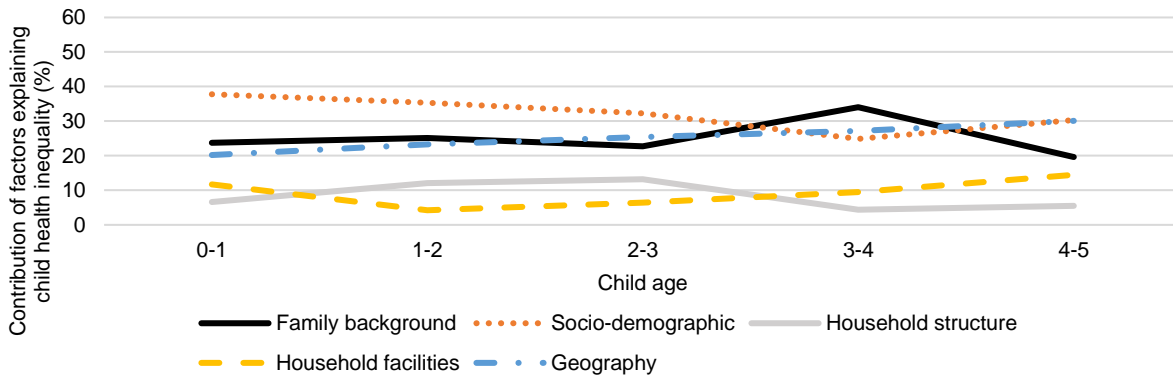 Contribution of factors explaining
child health inequality (%)
60
50
40
30
20
10
0
0-1 1-2 2-3 3-4 4-5
Child age
Family background Socio-demographic Household structure
Household facilities Geography